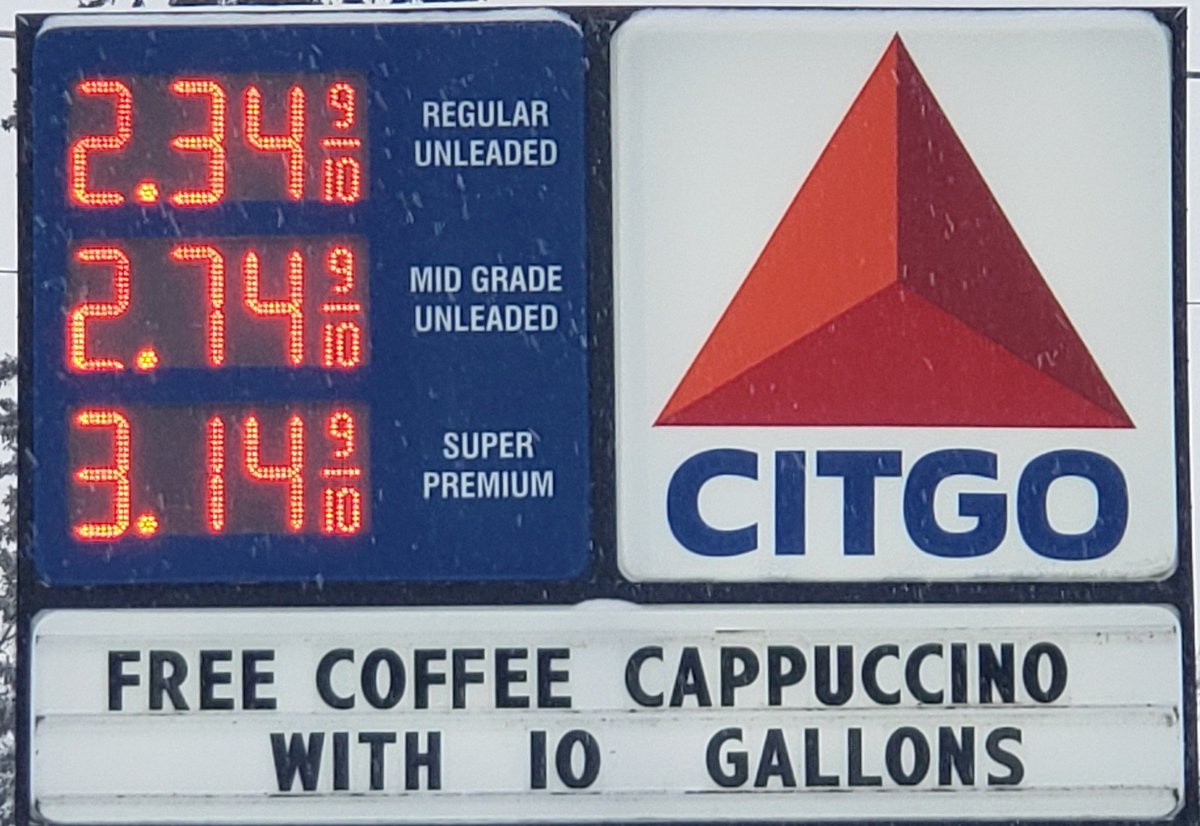 2.34 9/10
REGULAR
UNLEADED
2.74 9/10
MID GRADE
UNLEADED
3.14 9/10
SUPER
PREMIUM
CITGO
FREE COFFEE CAPPUCCINO
WITH 10 GALLONS